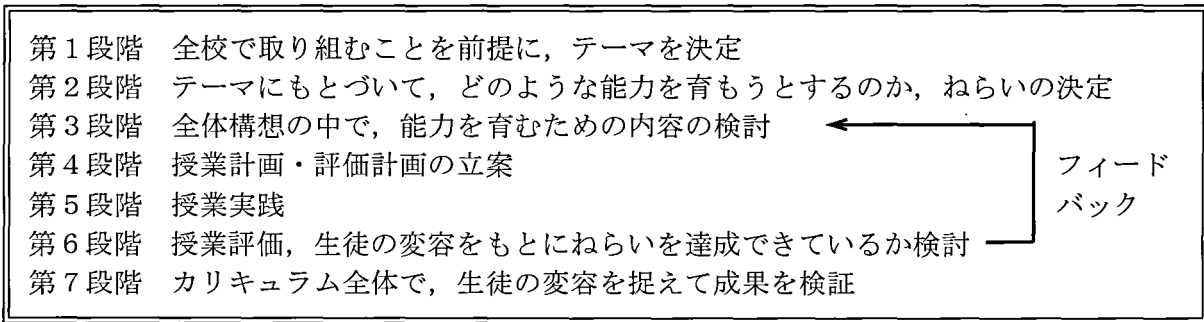 第1段階 全校で取り組むことを前提に，テーマを決定
第2段階 テーマにもとづいて，どのような能力を育もうとするのか，ねらいの決定
第3段階 全体構想の中で，能力を育むための内容の検討
第4段階 授業計画・評価計画の立案
第5段階 授業実践
第6段階 授業評価，生徒の変容をもとにねらいを達成できているか検討
第7段階 カリキュラム全体で，生徒の変容を捉えて成果を検証
フィード
バック